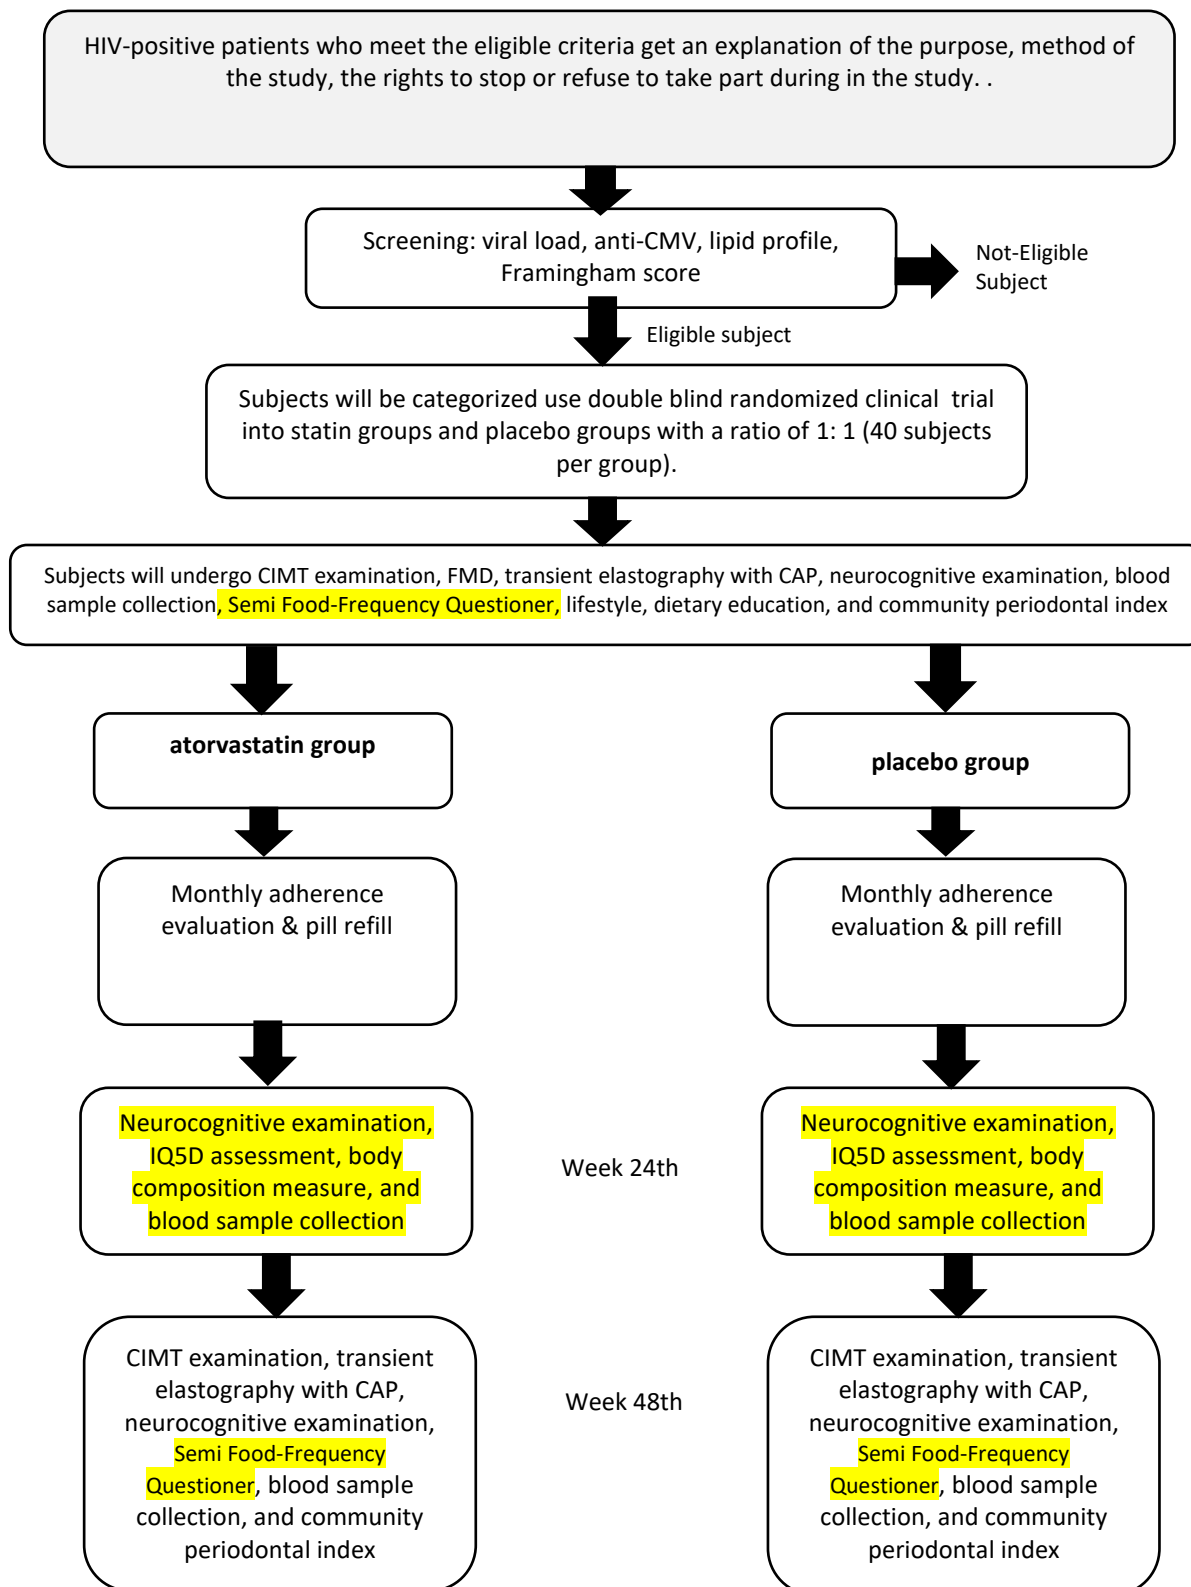 HIV-positive patients who meet the eligible criteria get an explanation of the purpose, method of
the study, the rights to stop or refuse to take part during in the study. .
Screening: viral load, anti-CMV, lipid profile,
Framingham score
Not-Eligible
Subject
Eligible subject
Subjects will be categorized use double blind randomized clinical trial
into statin groups and placebo groups with a ratio of 1: 1 (40 subjects
per group).
Subjects will undergo CIMT examination, FMD, transient elastography with CAP, neurocognitive examination, blood
sample collection, Semi Food-Frequency Questioner, lifestyle, dietary education, and community periodontal index
atorvastatin group
placebo group
Monthly adherence
evaluation & pill refill
Monthly adherence
evaluation & pill refill
Neurocognitive examination,
IQ5D assessment, body
composition measure, and
blood sample collection
Week 24th
Neurocognitive examination,
IQ5D assessment, body
composition measure, and
blood sample collection
CIMT examination, transient
elastography with CAP,
neurocognitive examination,
Semi Food-Frequency
Questioner, blood sample
collection, and community
periodontal index
Week 48th
CIMT examination, transient
elastography with CAP,
neurocognitive examination,
Semi Food-Frequency
Questioner, blood sample
collection, and community
periodontal index